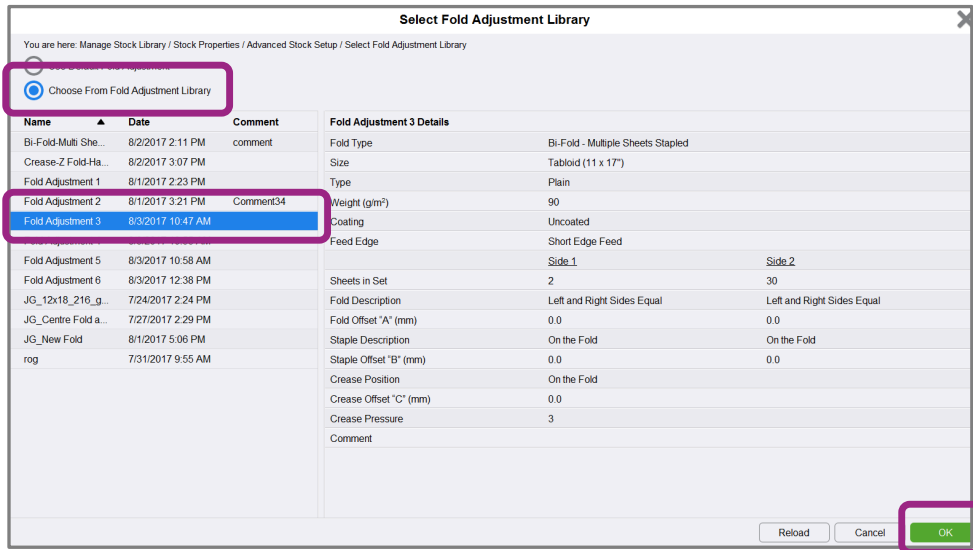 Select Fold Adjustment Library
You are here: Manage Stock Library / Stock Properties / Advanced Stock Setup / Select Fold Adjustment Library
Choose From Fold Adjustment Library
Name Date Comment Fold Adjustment 3 Details
Bi-Fold-Multi She... 8/2/2017 2:11 PM comment Fold Type Bi-Fold - Multiple Sheets Stapled
Crease-Z Fold-Ha... 8/2/2017 3:07 PM Size Tabloid (11 x 17")
Fold Adjustment 1 8/1/2017 2:23 PM Type Plain
Fold Adjustment 2 8/1/2017 3:21 PM Comment34 Weight (g/m²) 90
Fold Adjustment 3 8/3/2017 10:47 AM Coating Uncoated
Feed Edge Short Edge Feed
Fold Adjustment 5 8/3/2017 10:58 AM Side 1 Side 2
Fold Adjustment 6 8/3/2017 12:38 PM Sheets in Set 2 30
JG_12x18_216_g... 7/24/2017 2:24 PM Fold Description Left and Right Sides Equal Left and Right Sides Equal
JG_Centre Fold a... 7/27/2017 2:29 PM Fold Offset "A" (mm) 0.0 0.0
JG_New Fold 8/1/2017 5:06 PM Staple Description On the Fold On the Fold
rog 7/31/2017 9:55 AM Staple Offset "B" (mm) 0.0 0.0
Crease Position On the Fold
Crease Offset "C" (mm) 0.0
Crease Pressure 3
Comment
Reload Cancel OK